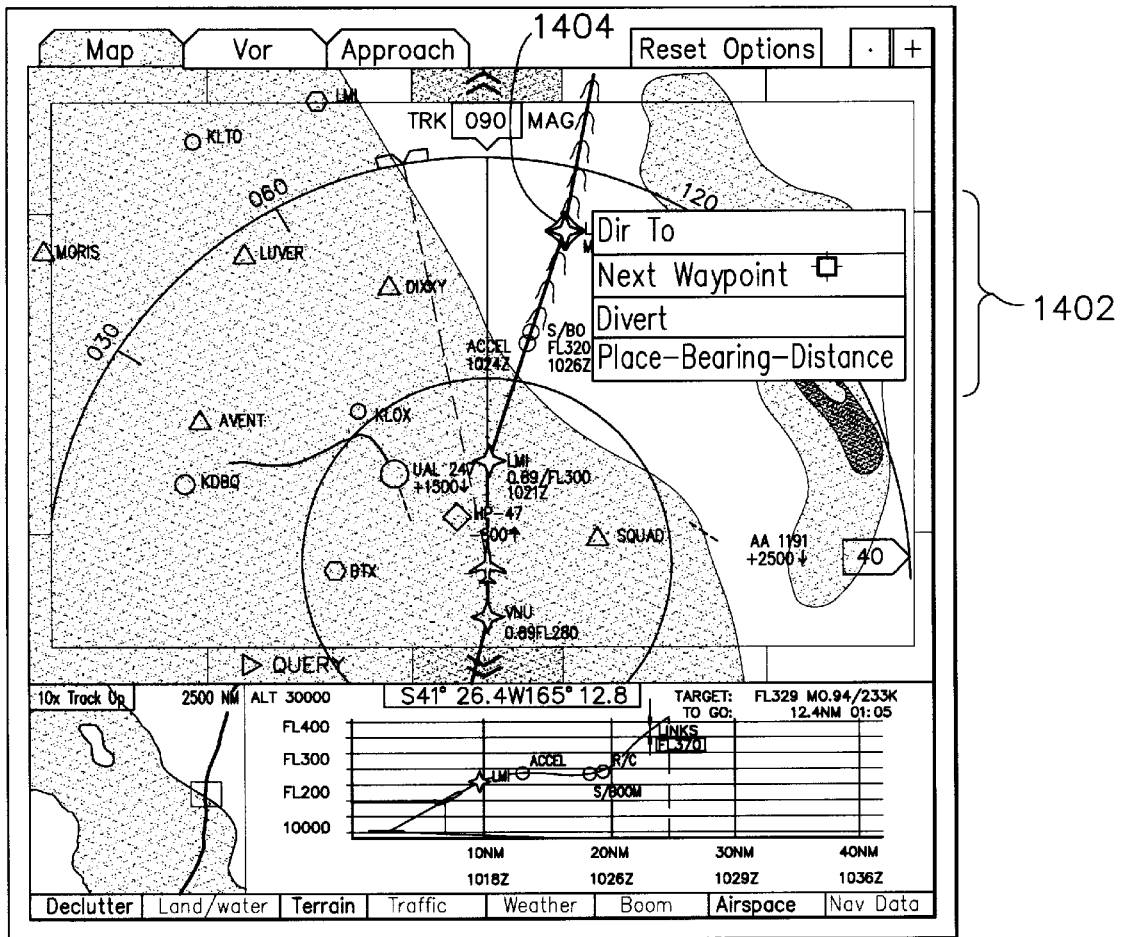 1404
Map
Vor
Approach
Reset Options
·
+
LMI
KLTO
TRK 090 MAG
060
120
MORIS
LUVER
DIXXY
L
M
Dir To
Next Waypoint
Divert
Place-Bearing-Distance
1402
030
S/BO
FL320
1026Z
ACCEL
1024Z
AVENT
KLOX
KDBQ
UAL 247
+1500↓
LMI
0.89/FL300
1021Z
HP-47
-600↑
SQUAD
AA 1191
+2500↓
40
BTX
VNU
0.89FL280
QUERY
10x Track Up
2500 NM
ALT 30000
S41° 26.4W165° 12.8
TARGET: FL329 M0.94/233K
TO GO: 12.4NM 01:05
FL400
FL300
FL200
10000
LINKS
FL370
ACCEL
R/C
LMI
S/BOOM
10NM 20NM 30NM 40NM
1018Z 1026Z 1029Z 1036Z
Declutter Land/water Terrain Traffic Weather Boom Airspace Nav Data